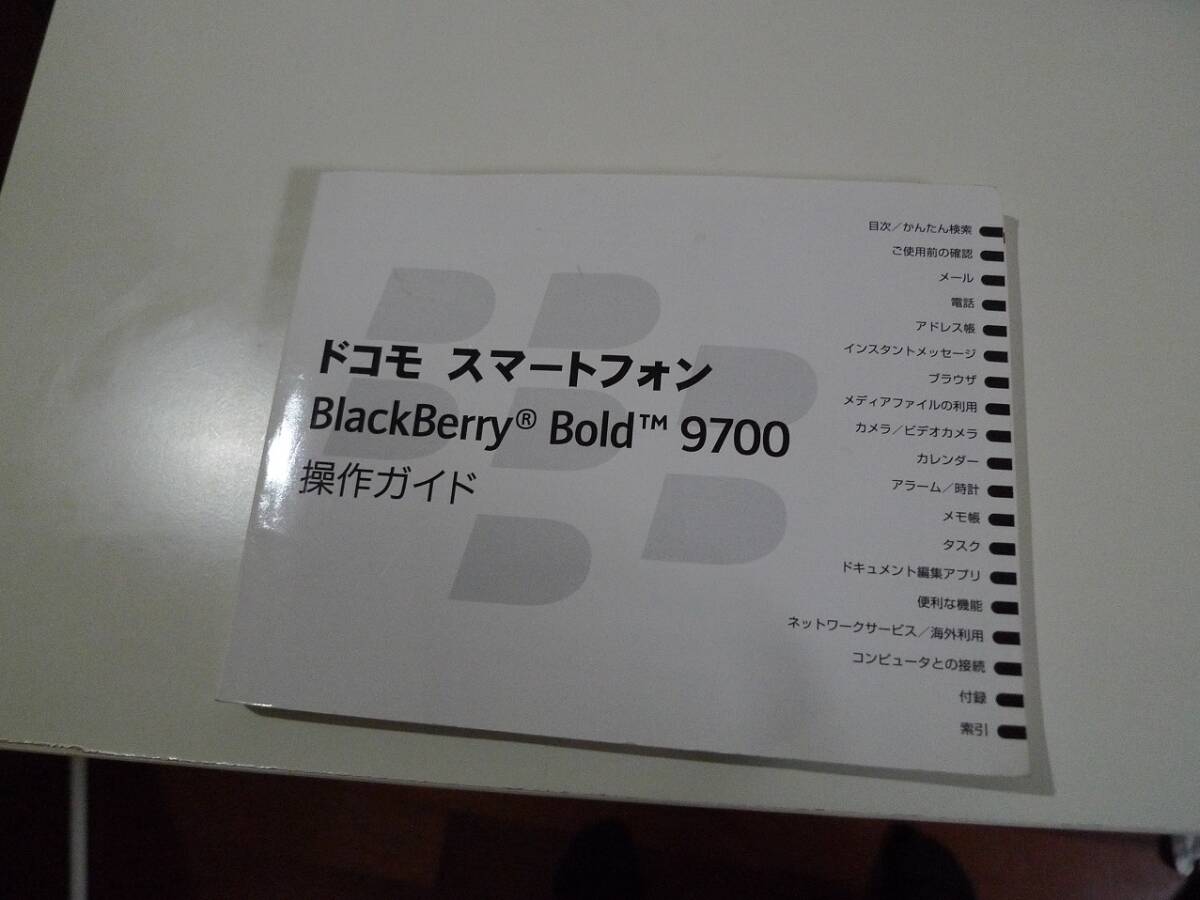 ドコモ スマートフォン
BlackBerry® Bold™ 9700
操作ガイド
目次／かんたん検索
ご使用前の確認
メール
電話
アドレス帳
インスタントメッセージ
ブラウザ
メディアファイルの利用
カメラ／ビデオカメラ
カレンダー
アラーム／時計
メモ帳
タスク
ドキュメント編集アプリ
便利な機能
ネットワークサービス／海外利用
コンピュータとの接続
付録
索引